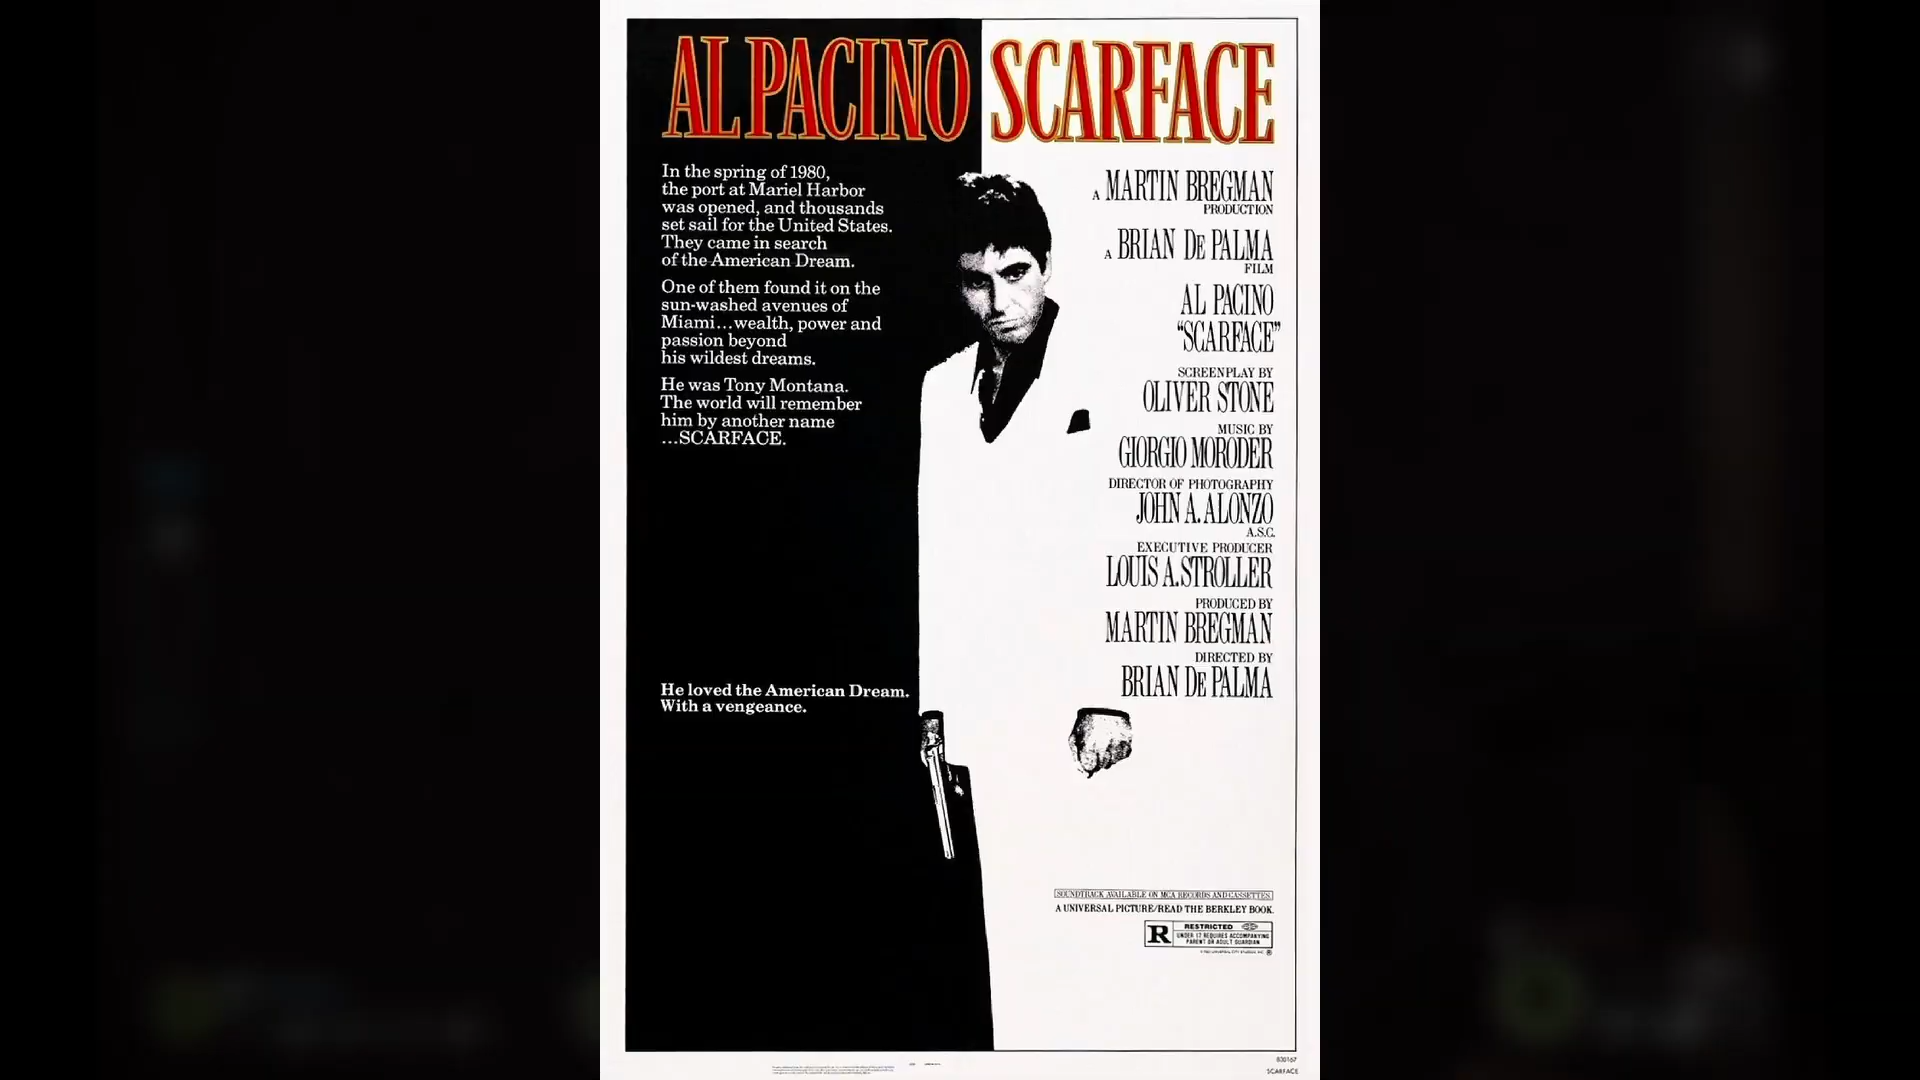 AL PACINO SCARFACE
In the spring of 1980,
the port at Mariel Harbor
was opened, and thousands
set sail for the United States.
They came in search
of the American Dream.
One of them found it on the
sun-washed avenues of
Miami...wealth, power and
passion beyond
his wildest dreams.
He was Tony Montana.
The world will remember
him by another name
...SCARFACE.
He loved the American Dream.
With a vengeance.
A MARTIN BREGMAN
PRODUCTION
A BRIAN DE PALMA
FILM
AL PACINO
“SCARFACE”
SCREENPLAY BY
OLIVER STONE
MUSIC BY
GIORGIO MORODER
DIRECTOR OF PHOTOGRAPHY
JOHN A. ALONZO
A.S.C.
EXECUTIVE PRODUCER
LOUIS A. STROLLER
PRODUCED BY
MARTIN BREGMAN
DIRECTED BY
BRIAN DE PALMA
SOUNDTRACK AVAILABLE ON MCA RECORDS AND CASSETTES.
A UNIVERSAL PICTURE/READ THE BERKLEY BOOK.
R RESTRICTED
UNDER 17 REQUIRES ACCOMPANYING
PARENT OR ADULT GUARDIAN
830167
SCARFACE